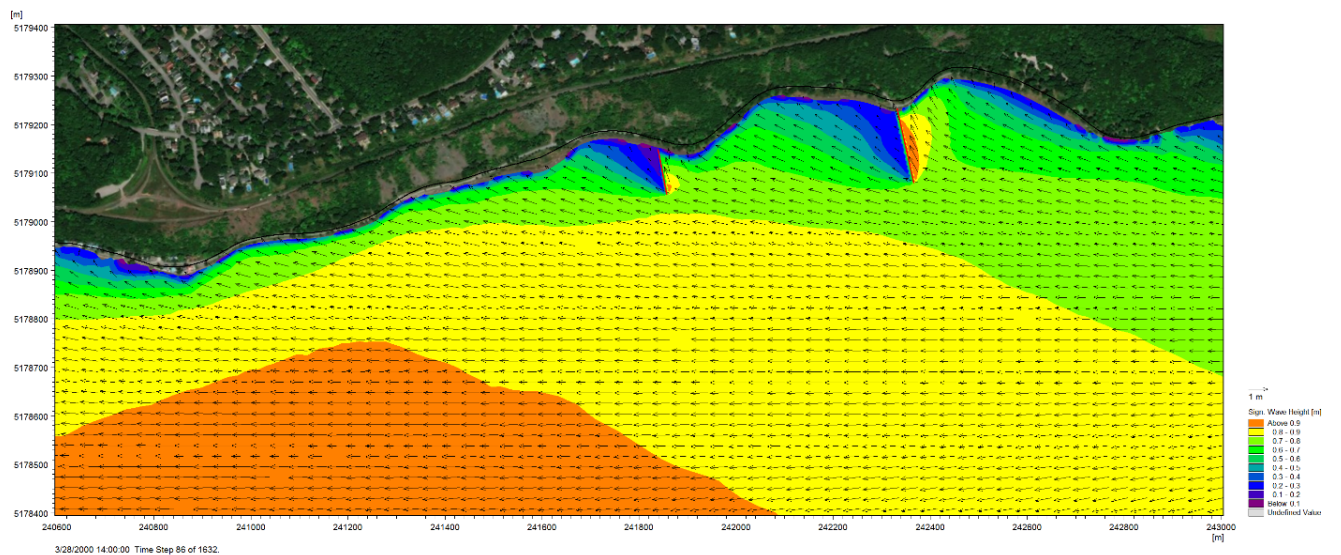 [m]
5179400
5179300
5179200
5179100
5179000
5178900
5178800
5178700
5178600
5178500
5178400
240600 240800 241000 241200 241400 241600 241800 242000 242200 242400 242600 242800 243000
[m]
3/28/2000 14:00:00 Time Step 86 of 1632.
1 m
Sign. Wave Height [m]
Above 0.9
0.8 - 0.9
0.7 - 0.8
0.6 - 0.7
0.5 - 0.6
0.4 - 0.5
0.3 - 0.4
0.2 - 0.3
0.1 - 0.2
Below 0.1
Undefined Value